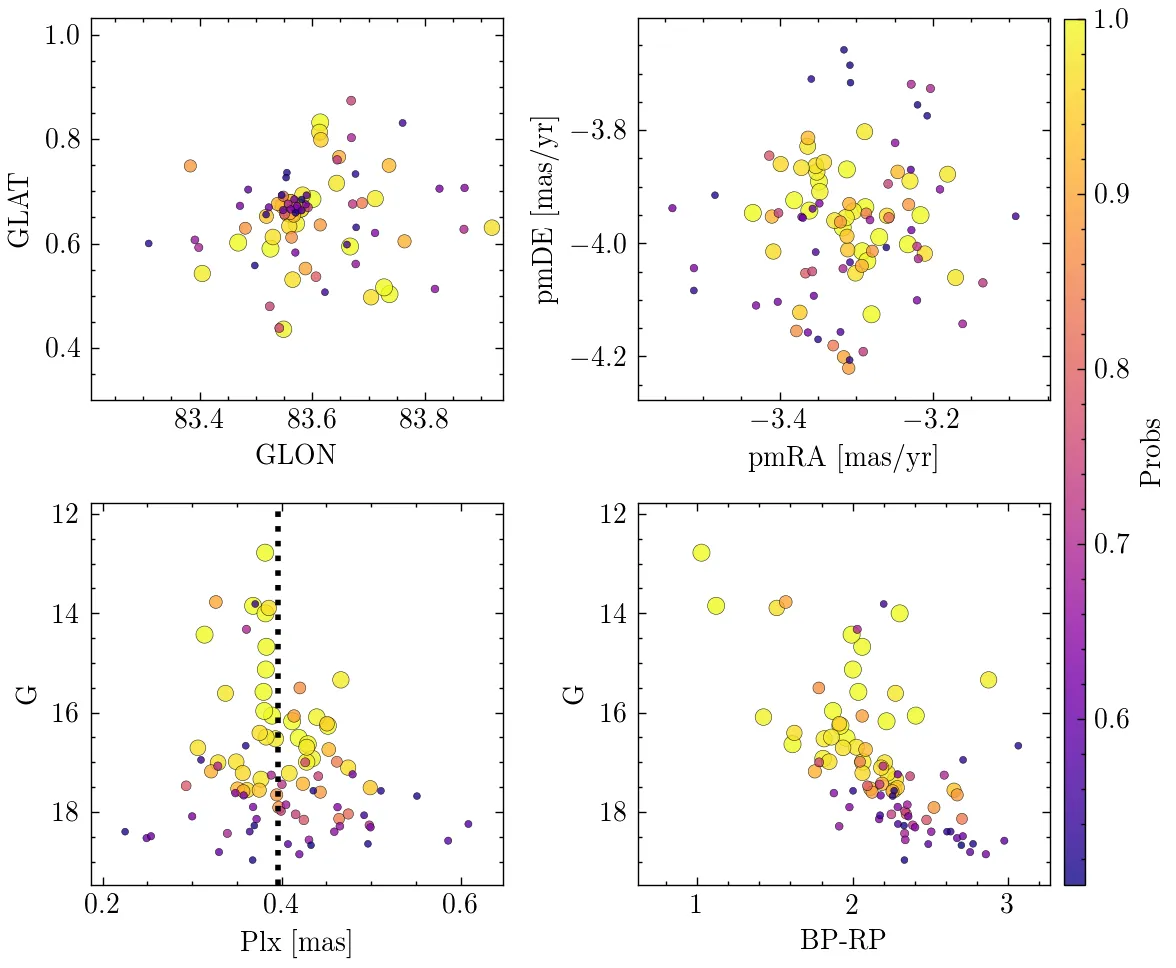 1.0
0.8
0.6
0.4
GLAT
83.4 83.6 83.8
GLON
−3.8
−4.0
−4.2
pmDE [mas/yr]
−3.4 −3.2
pmRA [mas/yr]
12
14
16
18
G
0.2 0.4 0.6
Plx [mas]
12
14
16
18
G
1 2 3
BP-RP
1.0
0.9
0.8
0.7
0.6
Probs